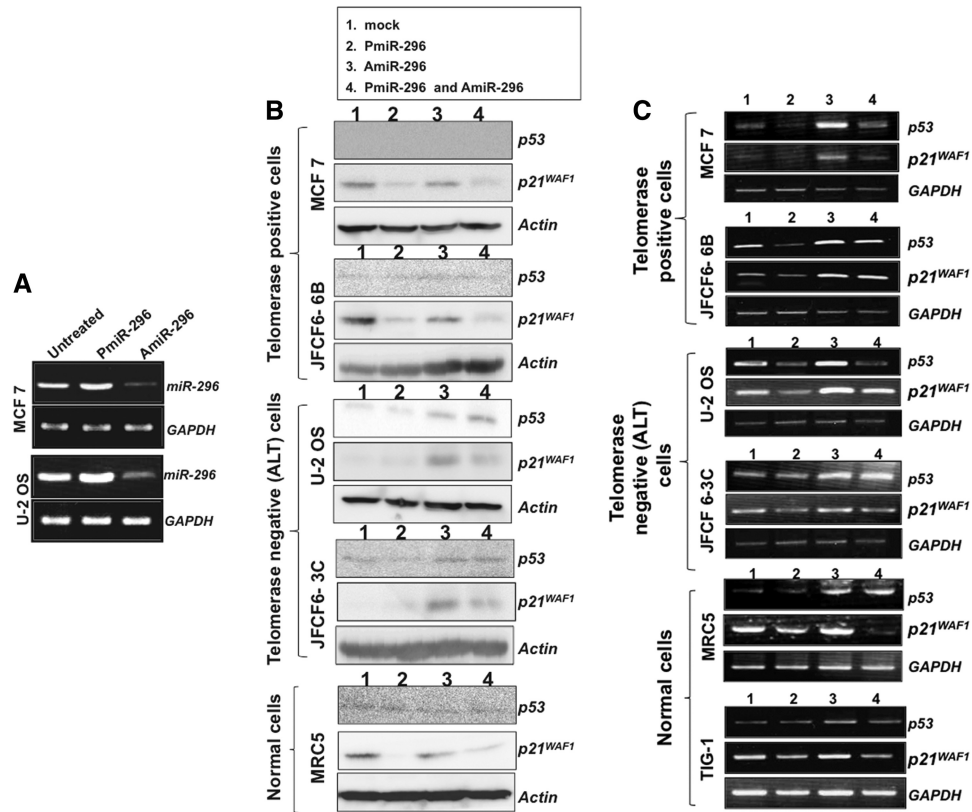 1. mock
2. PmiR-296
3. AmiR-296
4. PmiR-296 and AmiR-296
A
Untreated
PmiR-296
AmiR-296
MCF 7
miR-296
GAPDH
U-2 OS
miR-296
GAPDH
B
1 2 3 4
Telomerase positive cells
MCF 7
p53
p21WAF1
Actin
1 2 3 4
JFCF6- 6B
p53
p21WAF1
Actin
1 2 3 4
Telomerase negative (ALT) cells
U-2 OS
p53
p21WAF1
Actin
1 2 3 4
JFCF6- 3C
p53
p21WAF1
Actin
1 2 3 4
Normal cells
MRC5
p53
p21WAF1
Actin
C
1 2 3 4
Telomerase
positive cells
MCF 7
p53
p21WAF1
GAPDH
1 2 3 4
JFCF6- 6B
p53
p21WAF1
GAPDH
1 2 3 4
Telomerase
negative (ALT)
cells
U-2 OS
p53
p21WAF1
GAPDH
1 2 3 4
JFCF 6-3C
p53
p21WAF1
GAPDH
1 2 3 4
Normal cells
MRC5
p53
p21WAF1
GAPDH
1 2 3 4
TIG-1
p53
p21WAF1
GAPDH